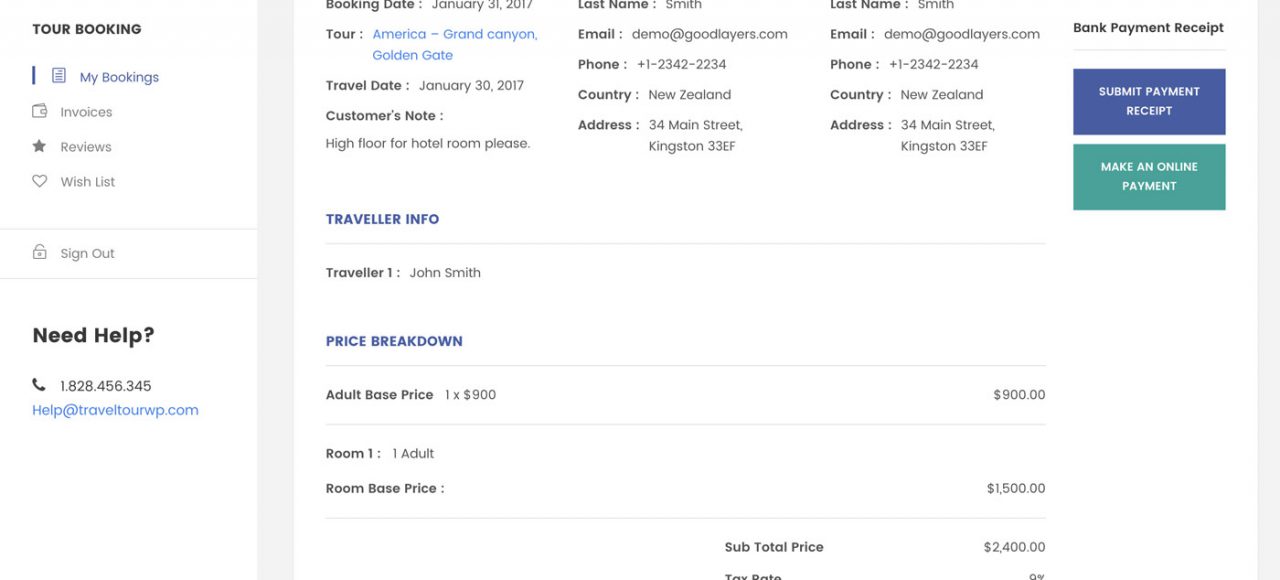 TOUR BOOKING
My Bookings
Invoices
Reviews
Wish List
Sign Out
Need Help?
1.828.456.345
Help@traveltourwp.com
Booking Date : January 31, 2017
Tour : America – Grand canyon,
Golden Gate
Travel Date : January 30, 2017
Customer's Note :
High floor for hotel room please.
Last Name : Smith
Email : demo@goodlayers.com
Phone : +1-2342-2234
Country : New Zealand
Address : 34 Main Street,
Kingston 33EF
Last Name : Smith
Email : demo@goodlayers.com
Phone : +1-2342-2234
Country : New Zealand
Address : 34 Main Street,
Kingston 33EF
TRAVELLER INFO
Traveller 1 : John Smith
PRICE BREAKDOWN
Adult Base Price 1 x $900 $900.00
Room 1 : 1 Adult
Room Base Price : $1,500.00
Sub Total Price $2,400.00
Tax Rate 9%
Bank Payment Receipt
SUBMIT PAYMENT
RECEIPT
MAKE AN ONLINE
PAYMENT